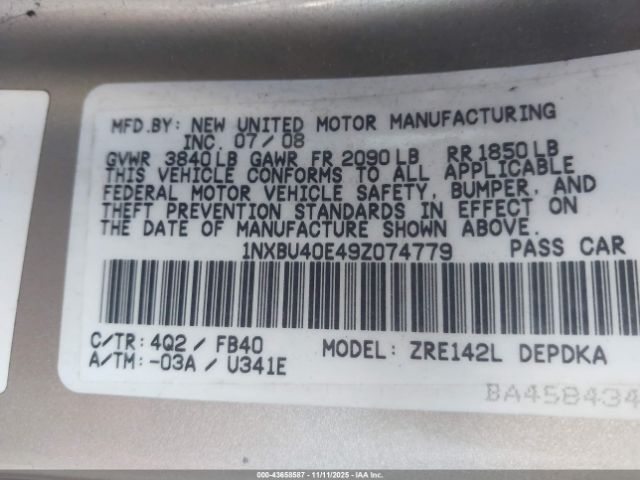 MFD.BY: NEW UNITED MOTOR MANUFACTURING
INC. 07/08
GVWR 3840LB GAWR FR 2090LB RR 1850LB
THIS VEHICLE CONFORMS TO ALL APPLICABLE
FEDERAL MOTOR VEHICLE SAFETY, BUMPER, AND
THEFT PREVENTION STANDARDS IN EFFECT ON
THE DATE OF MANUFACTURE SHOWN ABOVE.
1NXBU40E49Z074779 PASS CAR
C/TR: 4Q2 / FB40 MODEL: ZRE142L DEPDKA
A/TM: -03A / U341E
BA458434
000-43658587 - 11/11/2025 - IAA Inc.